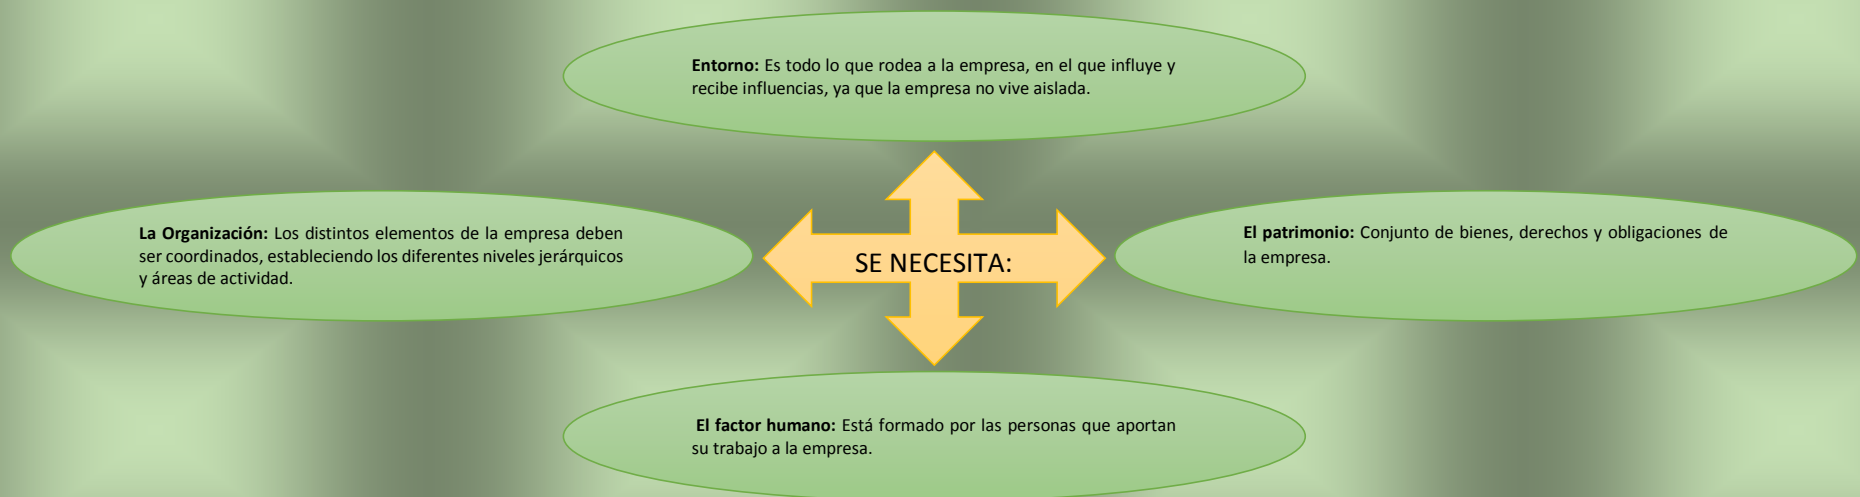 Entorno: Es todo lo que rodea a la empresa, en el que influye y
recibe influencias, ya que la empresa no vive aislada.
La Organización: Los distintos elementos de la empresa deben
ser coordinados, estableciendo los diferentes niveles jerárquicos
y áreas de actividad.
SE NECESITA:
El patrimonio: Conjunto de bienes, derechos y obligaciones de
la empresa.
El factor humano: Está formado por las personas que aportan
su trabajo a la empresa.